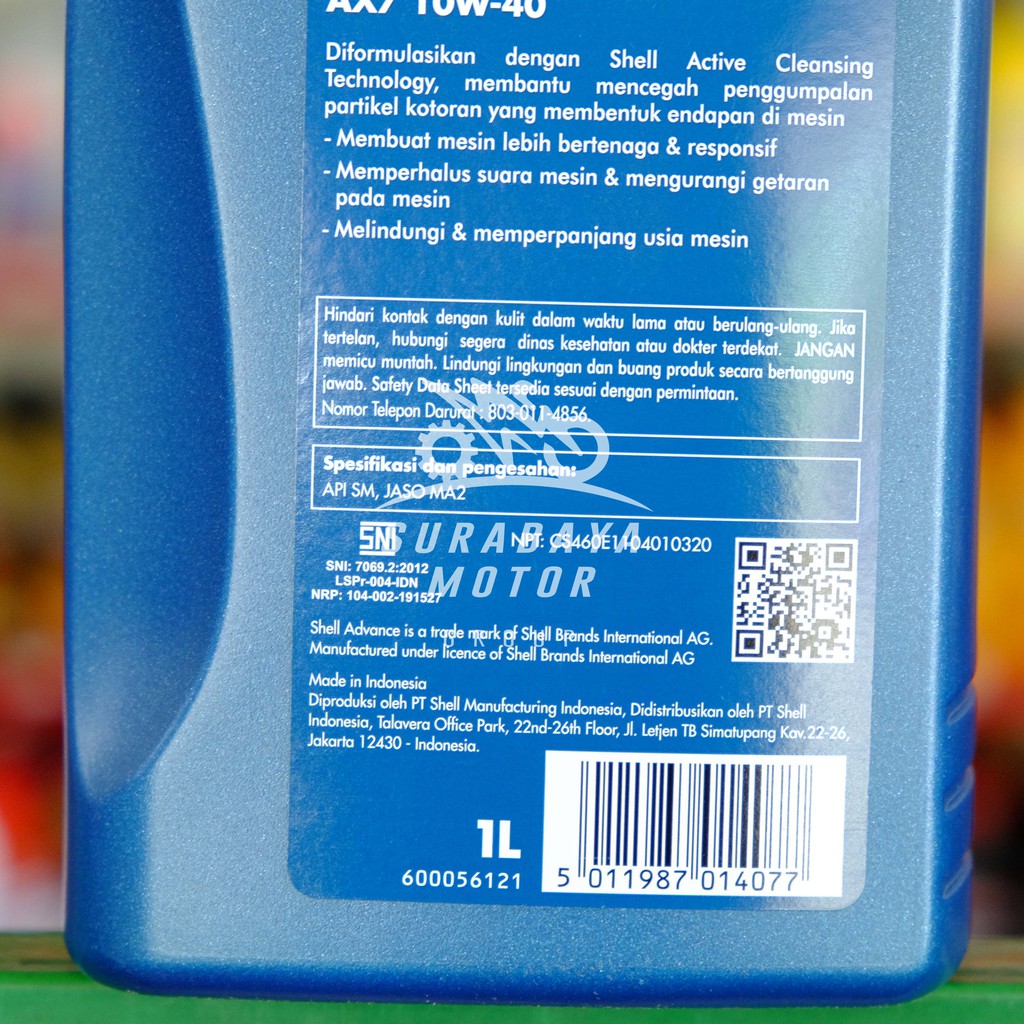 AX7 10W-40
Diformulasikan dengan Shell Active Cleansing
Technology, membantu mencegah penggumpalan
partikel kotoran yang membentuk endapan di mesin
- Membuat mesin lebih bertenaga & responsif
- Memperhalus suara mesin & mengurangi getaran
pada mesin
- Melindungi & memperpanjang usia mesin
Hindari kontak dengan kulit dalam waktu lama atau berulang-ulang. Jika
tertelan, hubungi segera dinas kesehatan atau dokter terdekat. JANGAN
memicu muntah. Lindungi lingkungan dan buang produk secara bertanggung
jawab. Safety Data Sheet tersedia sesuai dengan permintaan.
Nomor Telepon Darurat : 803-011-4856.
Spesifikasi dan pengesahan:
API SM, JASO MA2
SURABAYA
MOTOR
GROUP
SNI
NPT: CS460E1104010320
SNI: 7069.2:2012
LSPr-004-IDN
NRP: 104-002-191527
Shell Advance is a trade mark of Shell Brands International AG.
Manufactured under licence of Shell Brands International AG
Made in Indonesia
Diproduksi oleh PT Shell Manufacturing Indonesia, Didistribusikan oleh PT Shell
Indonesia, Talavera Office Park, 22nd-26th Floor, Jl. Letjen TB Simatupang Kav.22-26,
Jakarta 12430 - Indonesia.
1L
600056121
5 011987 014077